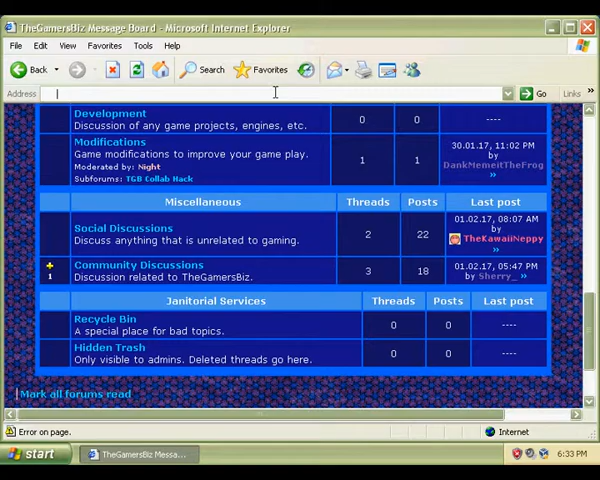 TheGamersBiz Message Board - Microsoft Internet Explorer
File Edit View Favorites Tools Help
Back Search Favorites
Address Go Links »
Development
Discussion of any game projects, engines, etc.
0 0 ----
Modifications
Game modifications to improve your game play.
Moderated by: Night
Subforums: TGB Collab Hack
1 1
30.01.17, 11:02 PM
by
DankMemeitTheFrog
»
Miscellaneous Threads Posts Last post
Social Discussions
Discuss anything that is unrelated to gaming.
2 22
01.02.17, 08:07 AM
by
TheKawaiiNeppy
»
1
Community Discussions
Discussion related to TheGamersBiz.
3 18
01.02.17, 05:47 PM
by Sherry_ »
Janitorial Services Threads Posts Last post
Recycle Bin
A special place for bad topics.
0 0 ----
Hidden Trash
Only visible to admins. Deleted threads go here.
0 0 ----
Mark all forums read
Error on page. Internet
start TheGamersBiz Messa... 6:33 PM